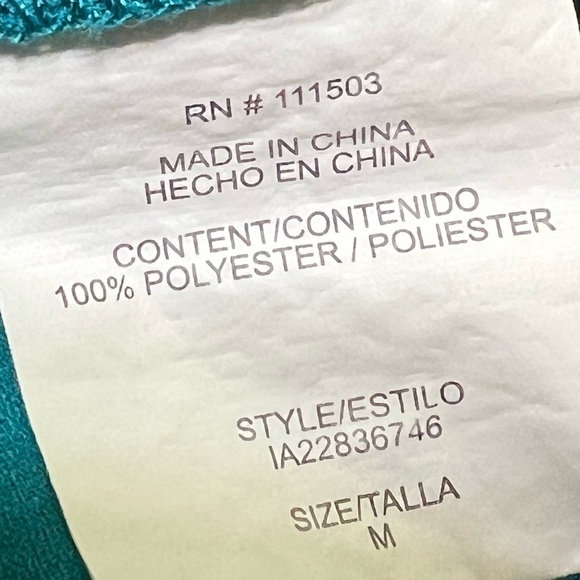 RN # 111503
MADE IN CHINA
HECHO EN CHINA
CONTENT/CONTENIDO
100% POLYESTER / POLIESTER
STYLE/ESTILO
IA22836746
SIZE/TALLA
M